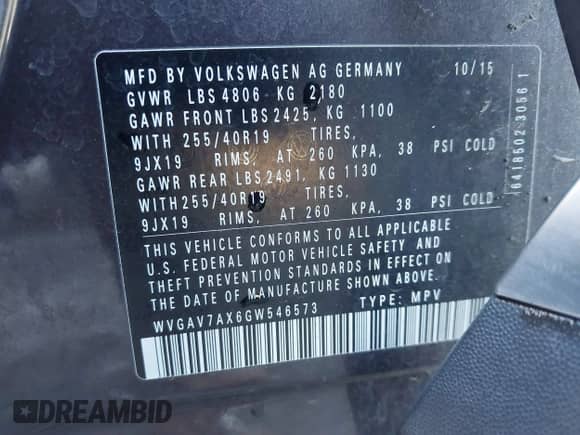 MFD BY VOLKSWAGEN AG GERMANY 10/15
GVWR LBS 4806 KG 2180
GAWR FRONT LBS 2425, KG 1100
WITH 255/40R19 TIRES,
9JX19 RIMS, AT 260 KPA, 38 PSI COLD
GAWR REAR LBS 2491, KG 1130
WITH 255/40R19 TIRES,
9JX19 RIMS, AT 260 KPA, 38 PSI COLD
THIS VEHICLE CONFORMS TO ALL APPLICABLE
U.S. FEDERAL MOTOR VEHICLE SAFETY AND
THEFT PREVENTION STANDARDS IN EFFECT ON
THE DATE OF MANUFACTURE SHOWN ABOVE.
WVGAV7AX6GW546573 TYPE: MPV
6418502 3056 1
DREAMBID